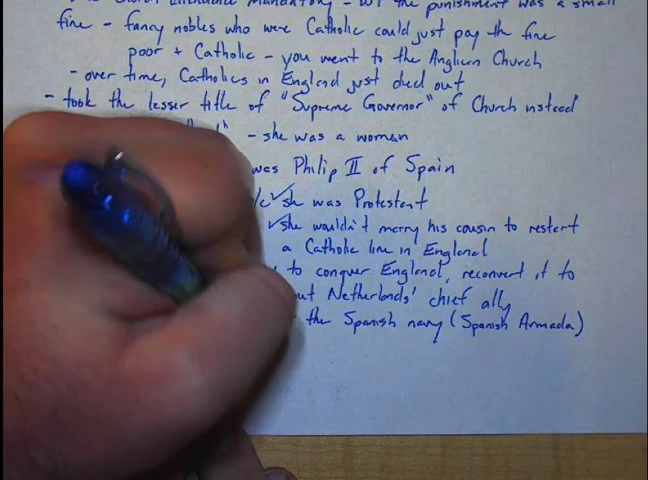 Church mandatory - but the punishment was a small
fine - fancy nobles who were Catholic could just pay the fine
poor + Catholic - you went to the Anglican Church
- over time, Catholics in England just died out
- took the lesser title of "Supreme Governor" of Church instead
- she was a woman
was Philip II of Spain
✓she was Protestant
✓she wouldn't marry his cousin to restart
a Catholic line in England
to conquer England, reconvert it to
Netherlands' chief ally
the Spanish navy (Spanish Armada)